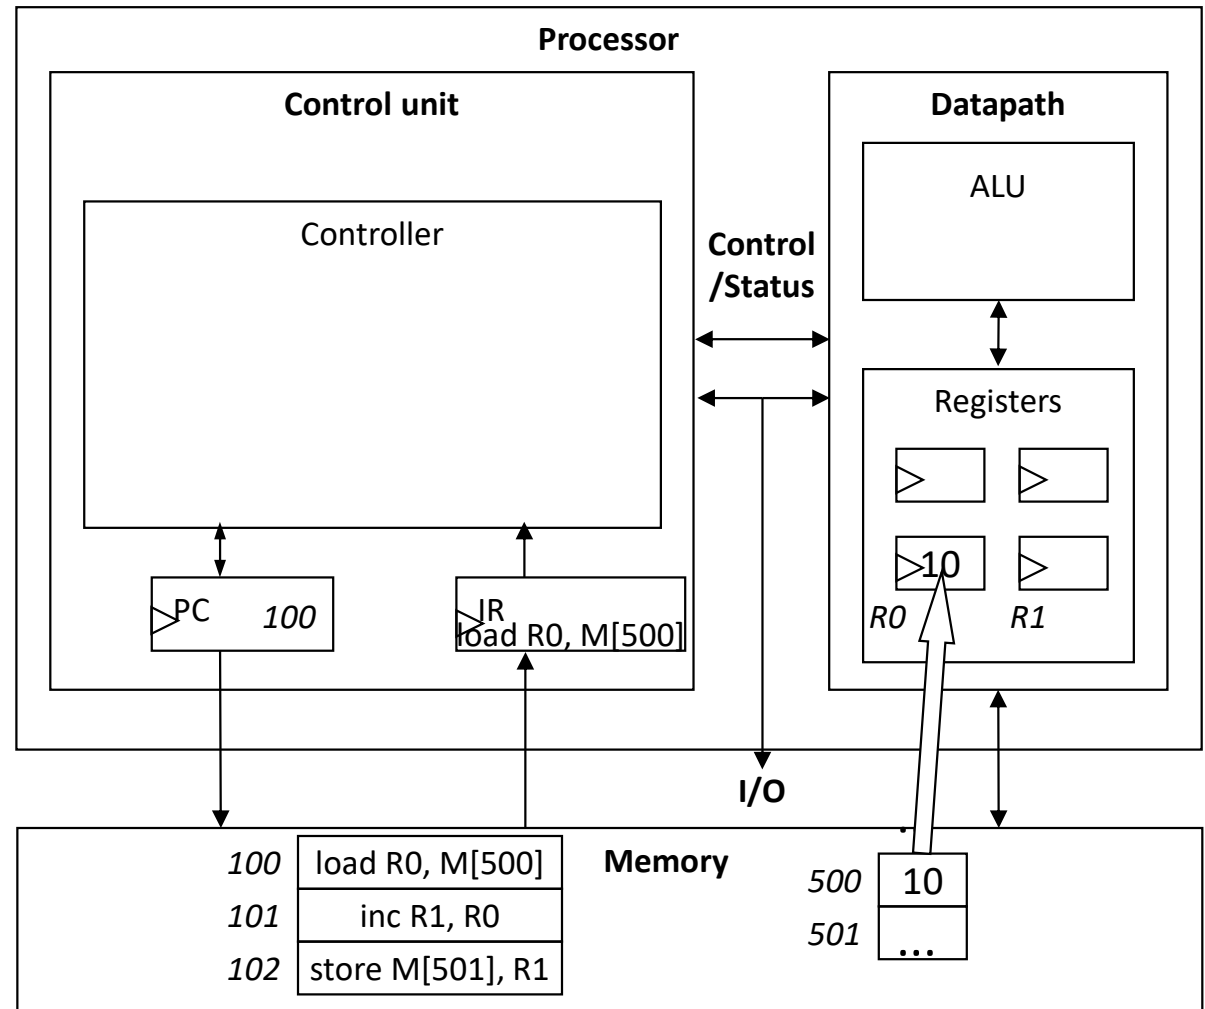 Processor
Control unit
Datapath
ALU
Controller
Control
/Status
Registers
10
PC 100
IR
load R0, M[500]
R0 R1
I/O
Memory
100 load R0, M[500]
101 inc R1, R0
102 store M[501], R1
500 10
501 ...